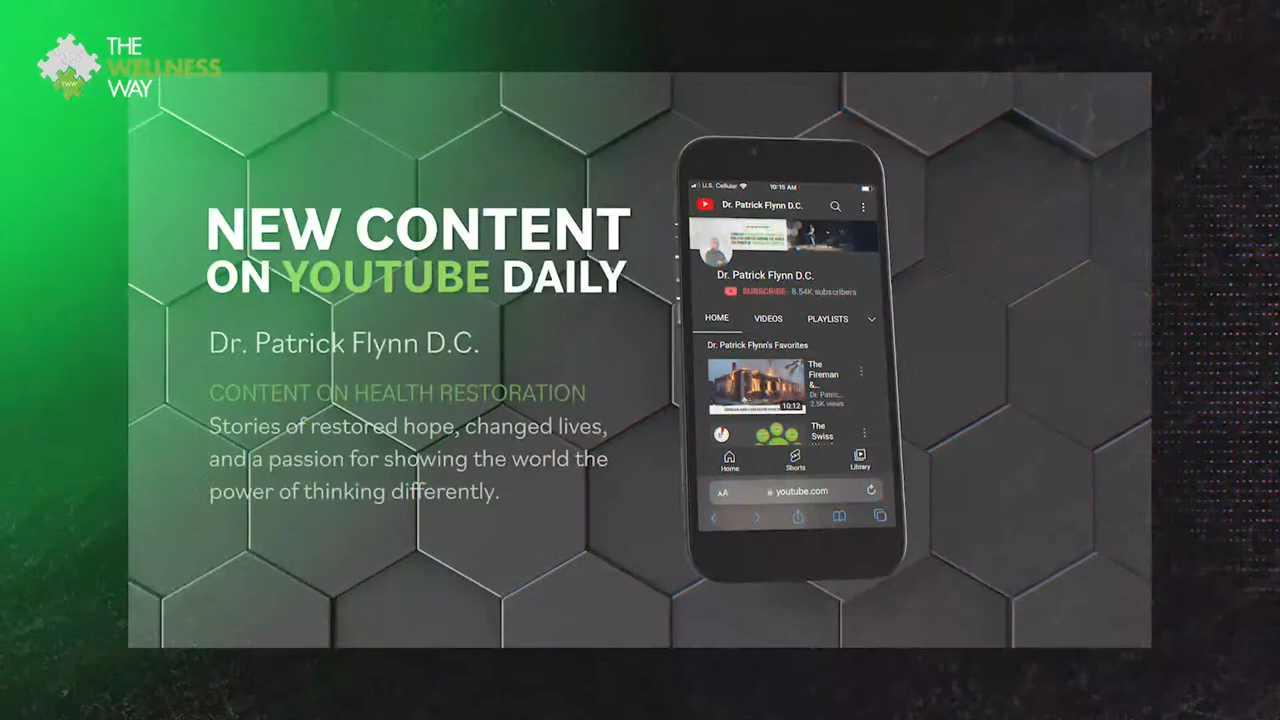 THE
WELLNESS
WAY
TWW
NEW CONTENT
ON YOUTUBE DAILY
Dr. Patrick Flynn D.C.
CONTENT ON HEALTH RESTORATION
Stories of restored hope, changed lives,
and a passion for showing the world the
power of thinking differently.
U.S. Cellular 10:15 AM
Dr. Patrick Flynn D.C.
Dr. Patrick Flynn D.C.
SUBSCRIBE 8.54K subscribers
HOME VIDEOS PLAYLISTS
Dr. Patrick Flynn's Favorites
The
Fireman
&...
Dr. Patric...
2.5K views
10:12
The
Swiss
Home Shorts Library
AA youtube.com